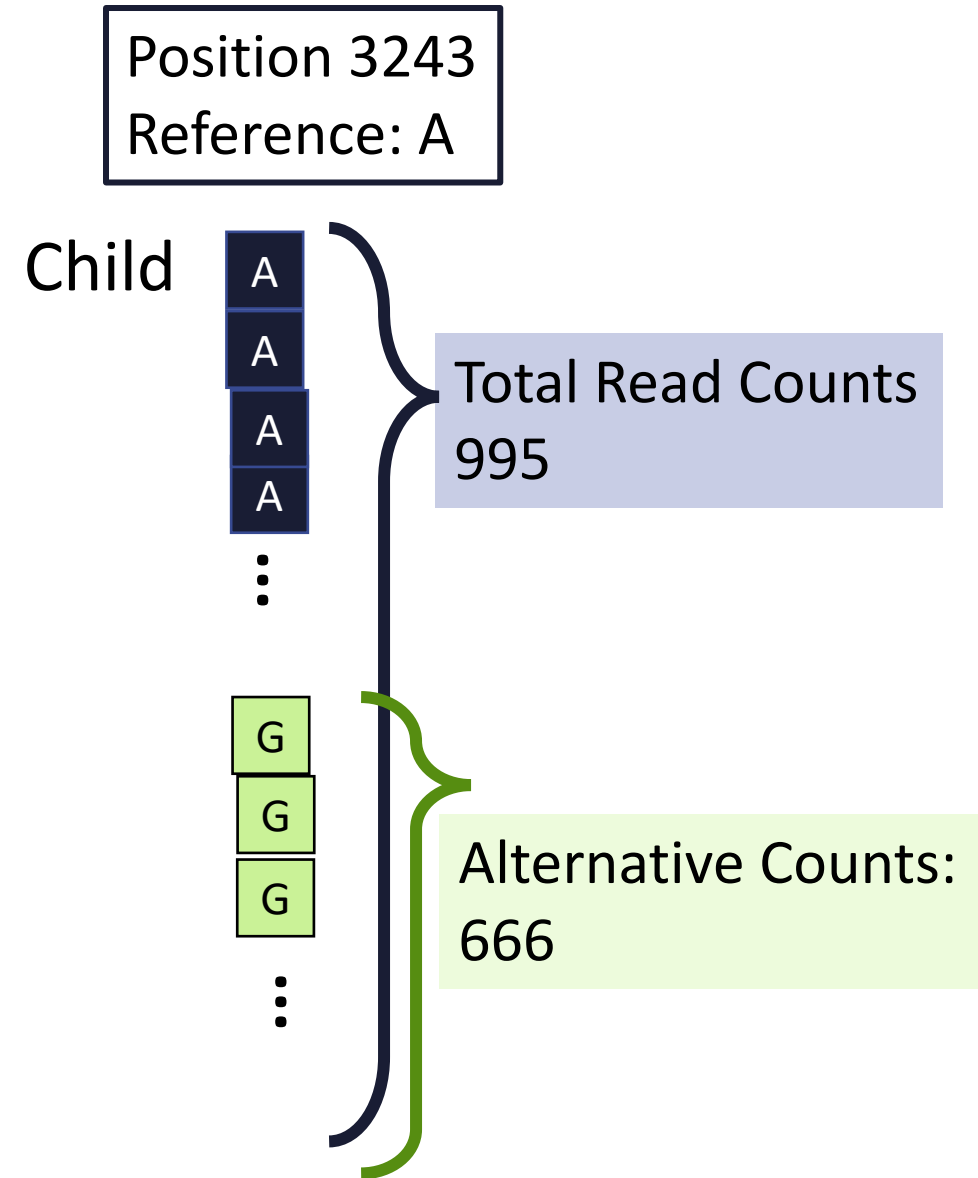 Position 3243
Reference: A
Child
A
A
A
A
Total Read Counts
995
G
G
G
Alternative Counts:
666